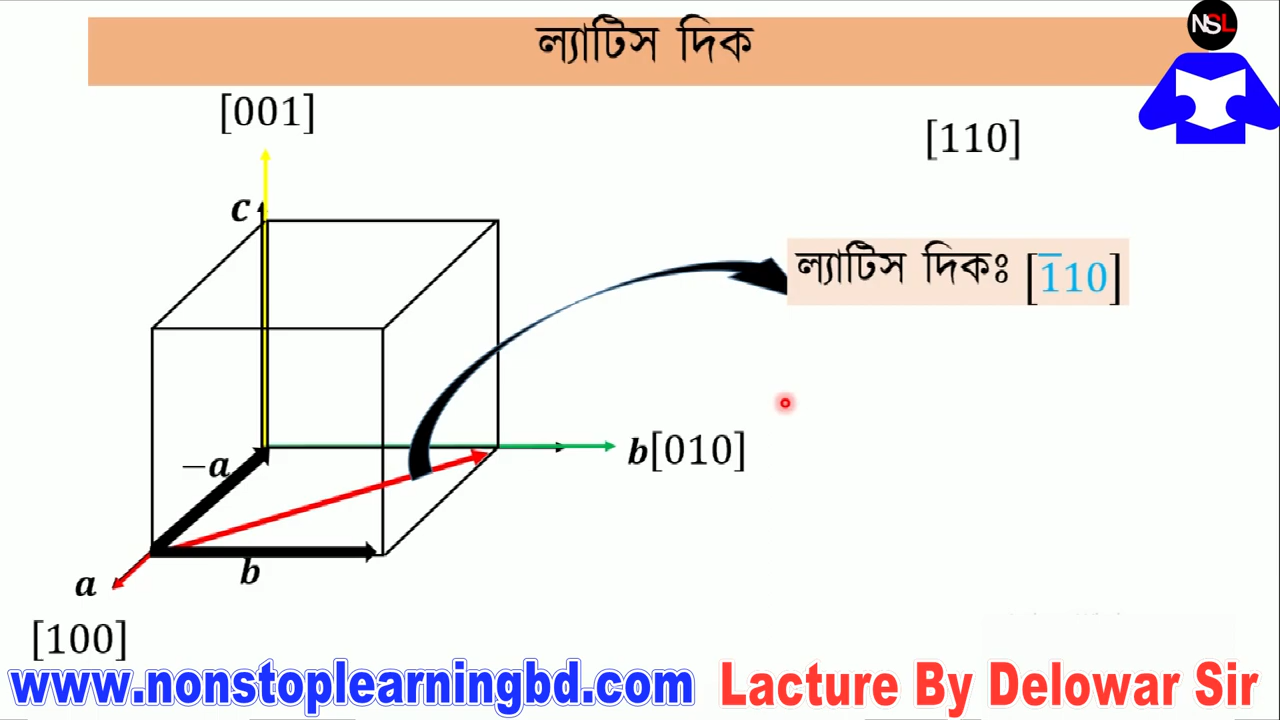 ল্যাটিস দিক
NSL
[001]
[110]
c
ল্যাটিস দিকঃ [1̅10]
−a
b[010]
b
a
[100]
www.nonstoplearningbd.com
Lacture By Delowar Sir